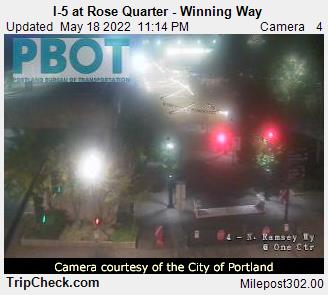 I-5 at Rose Quarter - Winning Way
Updated May 18 2022 11:14 PM Camera 4
PBOT
PORTLAND BUREAU OF TRANSPORTATION
4 - N. Ramsey Wy
@ One Ctr
Camera courtesy of the City of Portland
TripCheck.com Milepost302.00